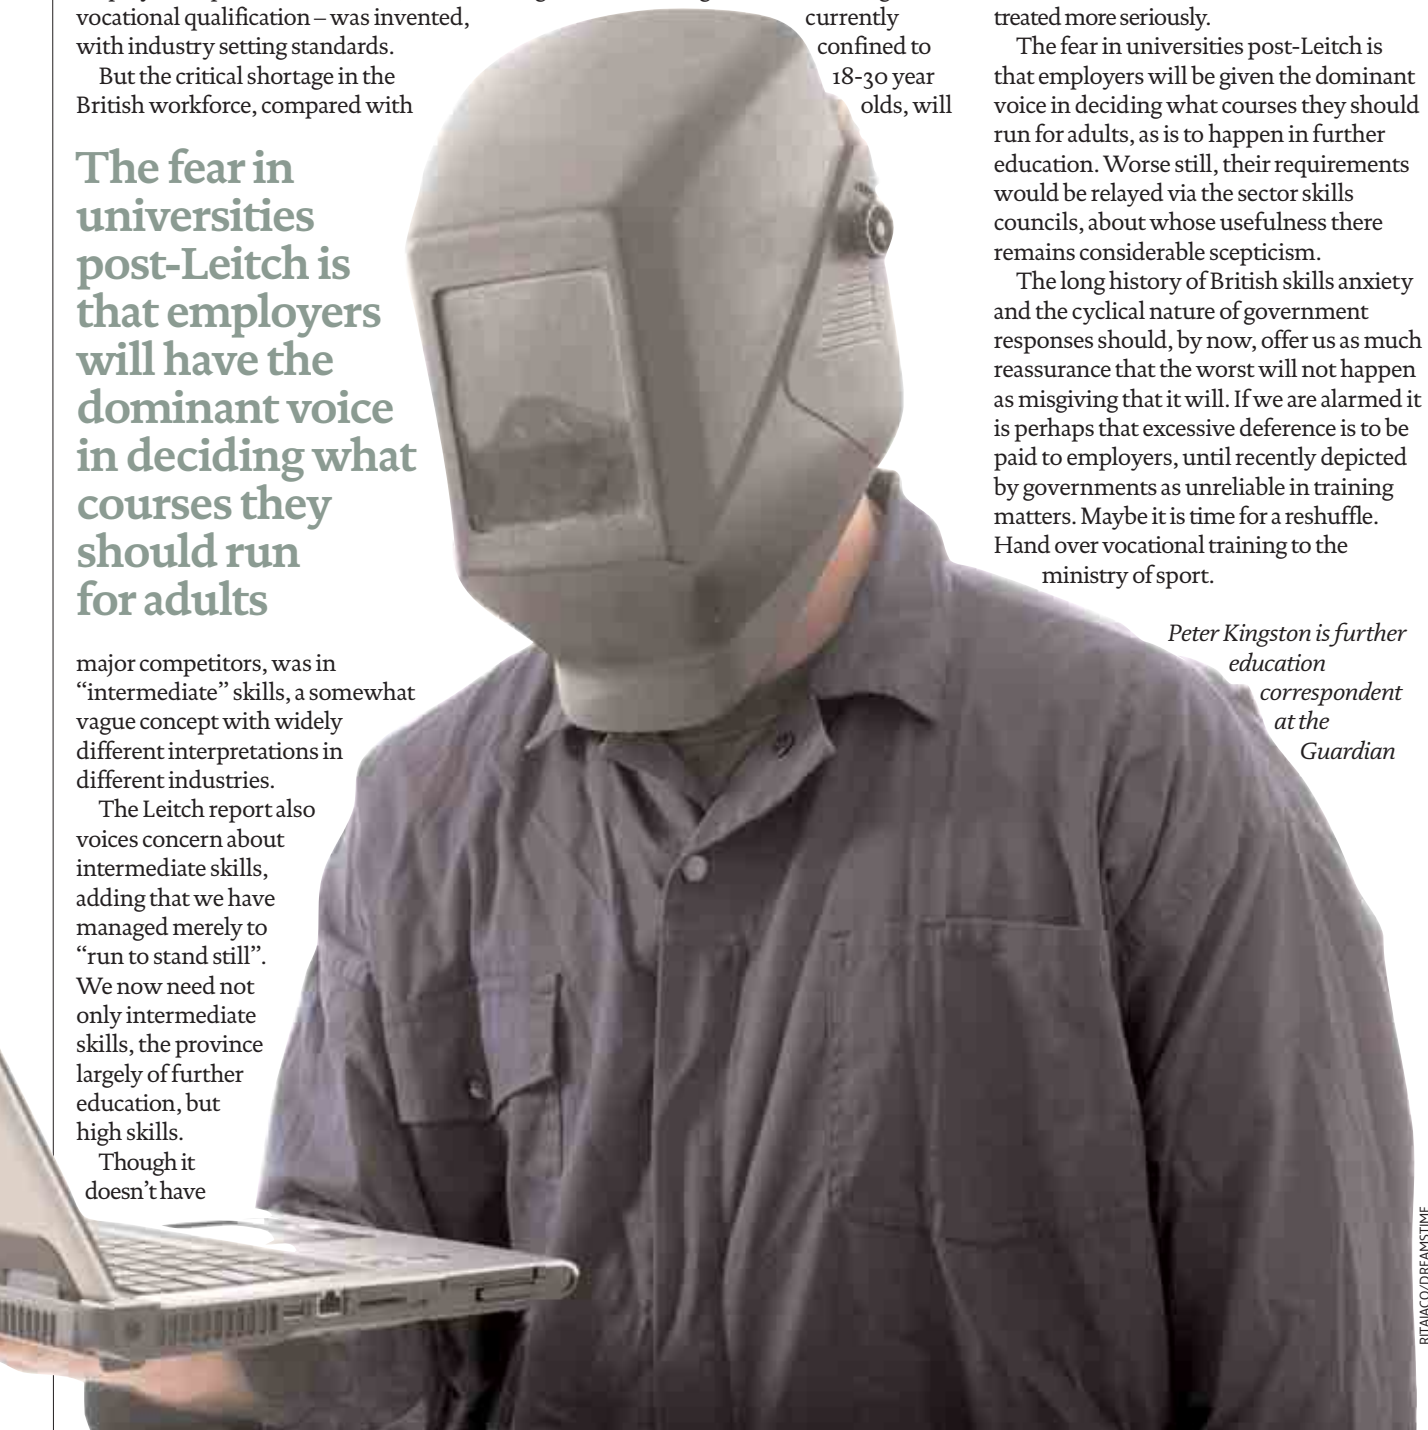 vocational qualification – was invented,
with industry setting standards.
But the critical shortage in the
British workforce, compared with
The fear in
universities
post-Leitch is
that employers
will have the
dominant voice
in deciding what
courses they
should run
for adults
major competitors, was in
“intermediate” skills, a somewhat
vague concept with widely
different interpretations in
different industries.
The Leitch report also
voices concern about
intermediate skills,
adding that we have
managed merely to
“run to stand still”.
We now need not
only intermediate
skills, the province
largely of further
education, but
high skills.
Though it
doesn’t have
currently
confined to
18-30 year
olds, will
treated more seriously.
The fear in universities post-Leitch is
that employers will be given the dominant
voice in deciding what courses they should
run for adults, as is to happen in further
education. Worse still, their requirements
would be relayed via the sector skills
councils, about whose usefulness there
remains considerable scepticism.
The long history of British skills anxiety
and the cyclical nature of government
responses should, by now, offer us as much
reassurance that the worst will not happen
as misgiving that it will. If we are alarmed it
is perhaps that excessive deference is to be
paid to employers, until recently depicted
by governments as unreliable in training
matters. Maybe it is time for a reshuffle.
Hand over vocational training to the
ministry of sport.
Peter Kingston is further
education
correspondent
at the
Guardian
RITAJACO/DREAMSTIME